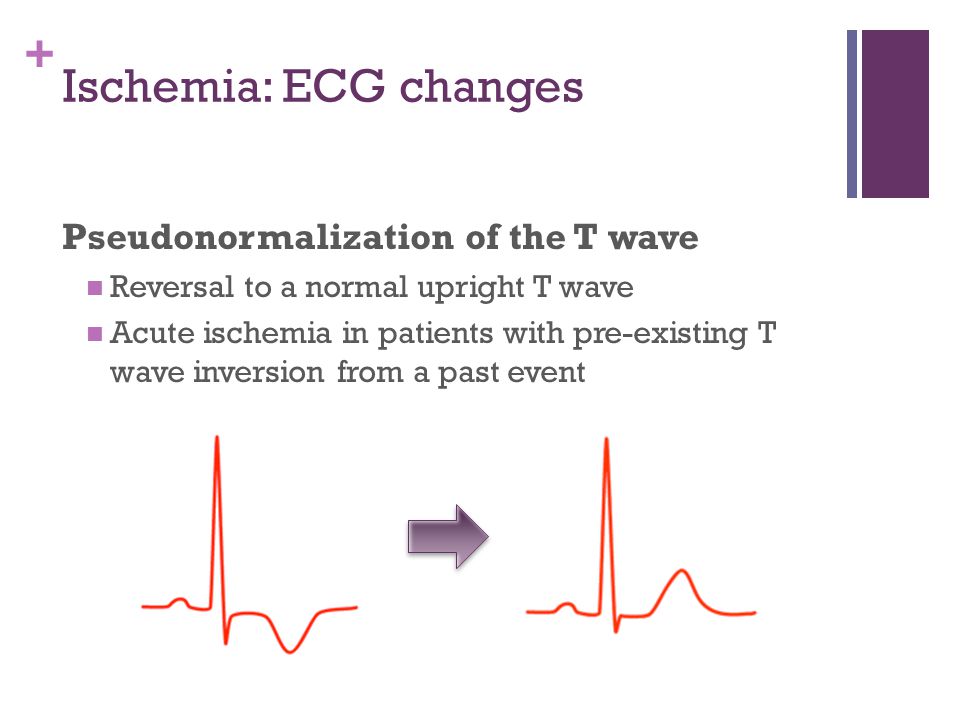 +
Ischemia: ECG changes
Pseudonormalization of the T wave
Reversal to a normal upright T wave
Acute ischemia in patients with pre-existing T
wave inversion from a past event